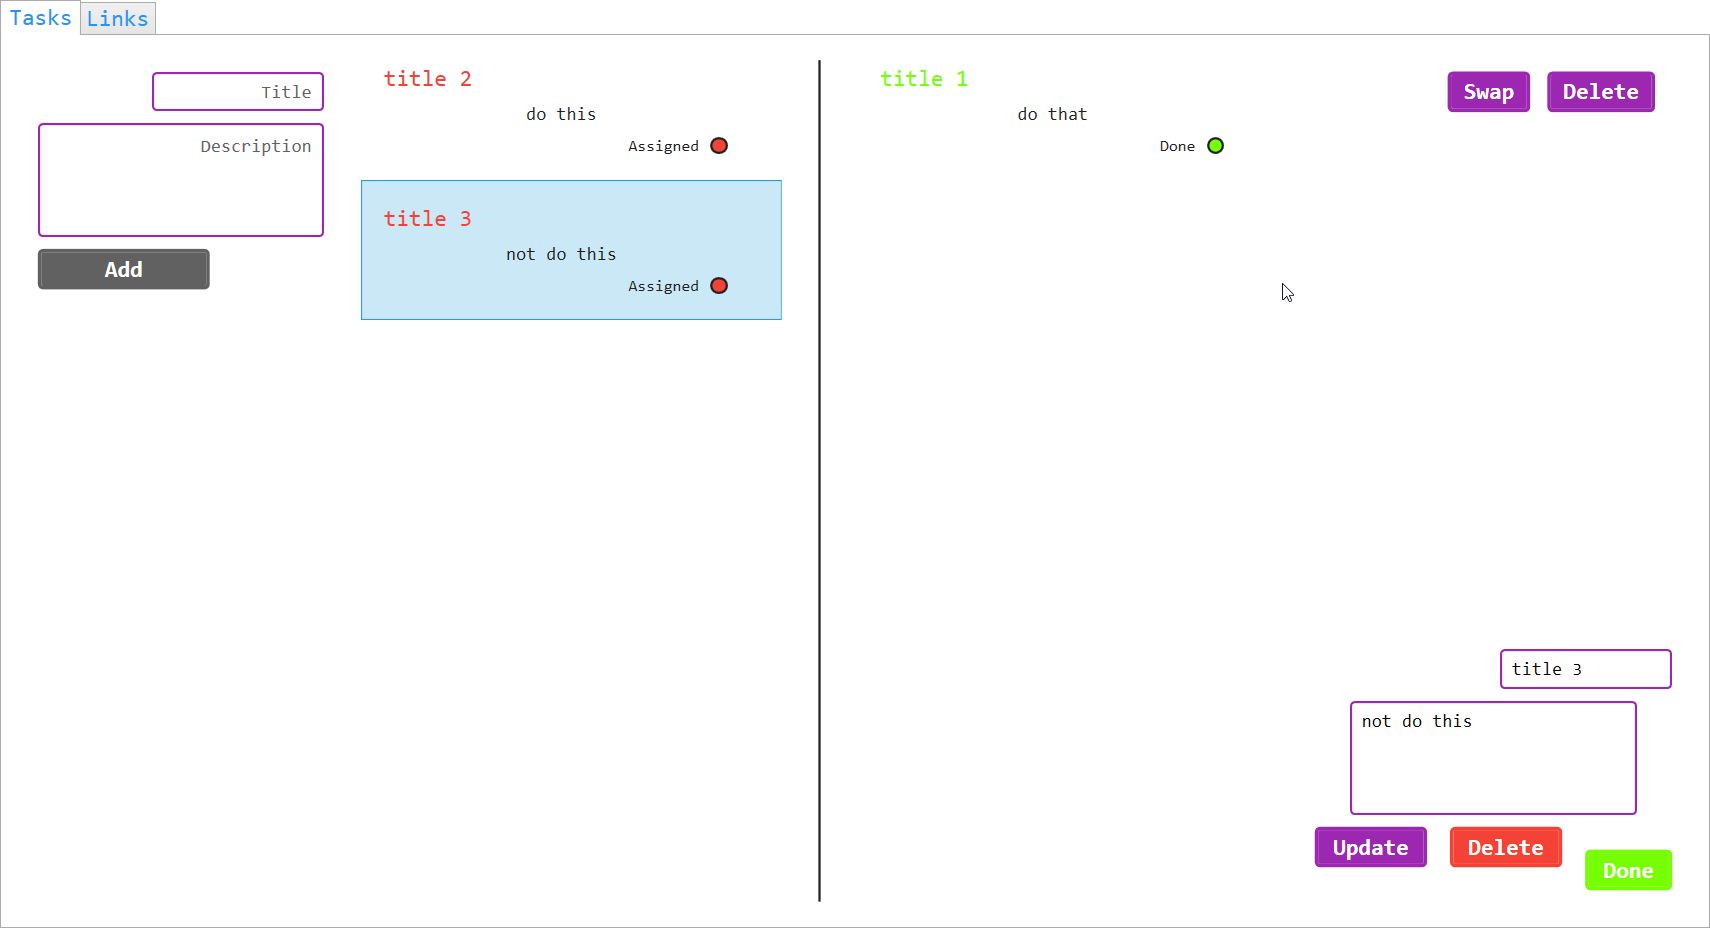 Tasks Links
Title
Description
Add
title 2
do this
Assigned
title 3
not do this
Assigned
title 1
do that
Done
Swap Delete
title 3
not do this
Update Delete
Done